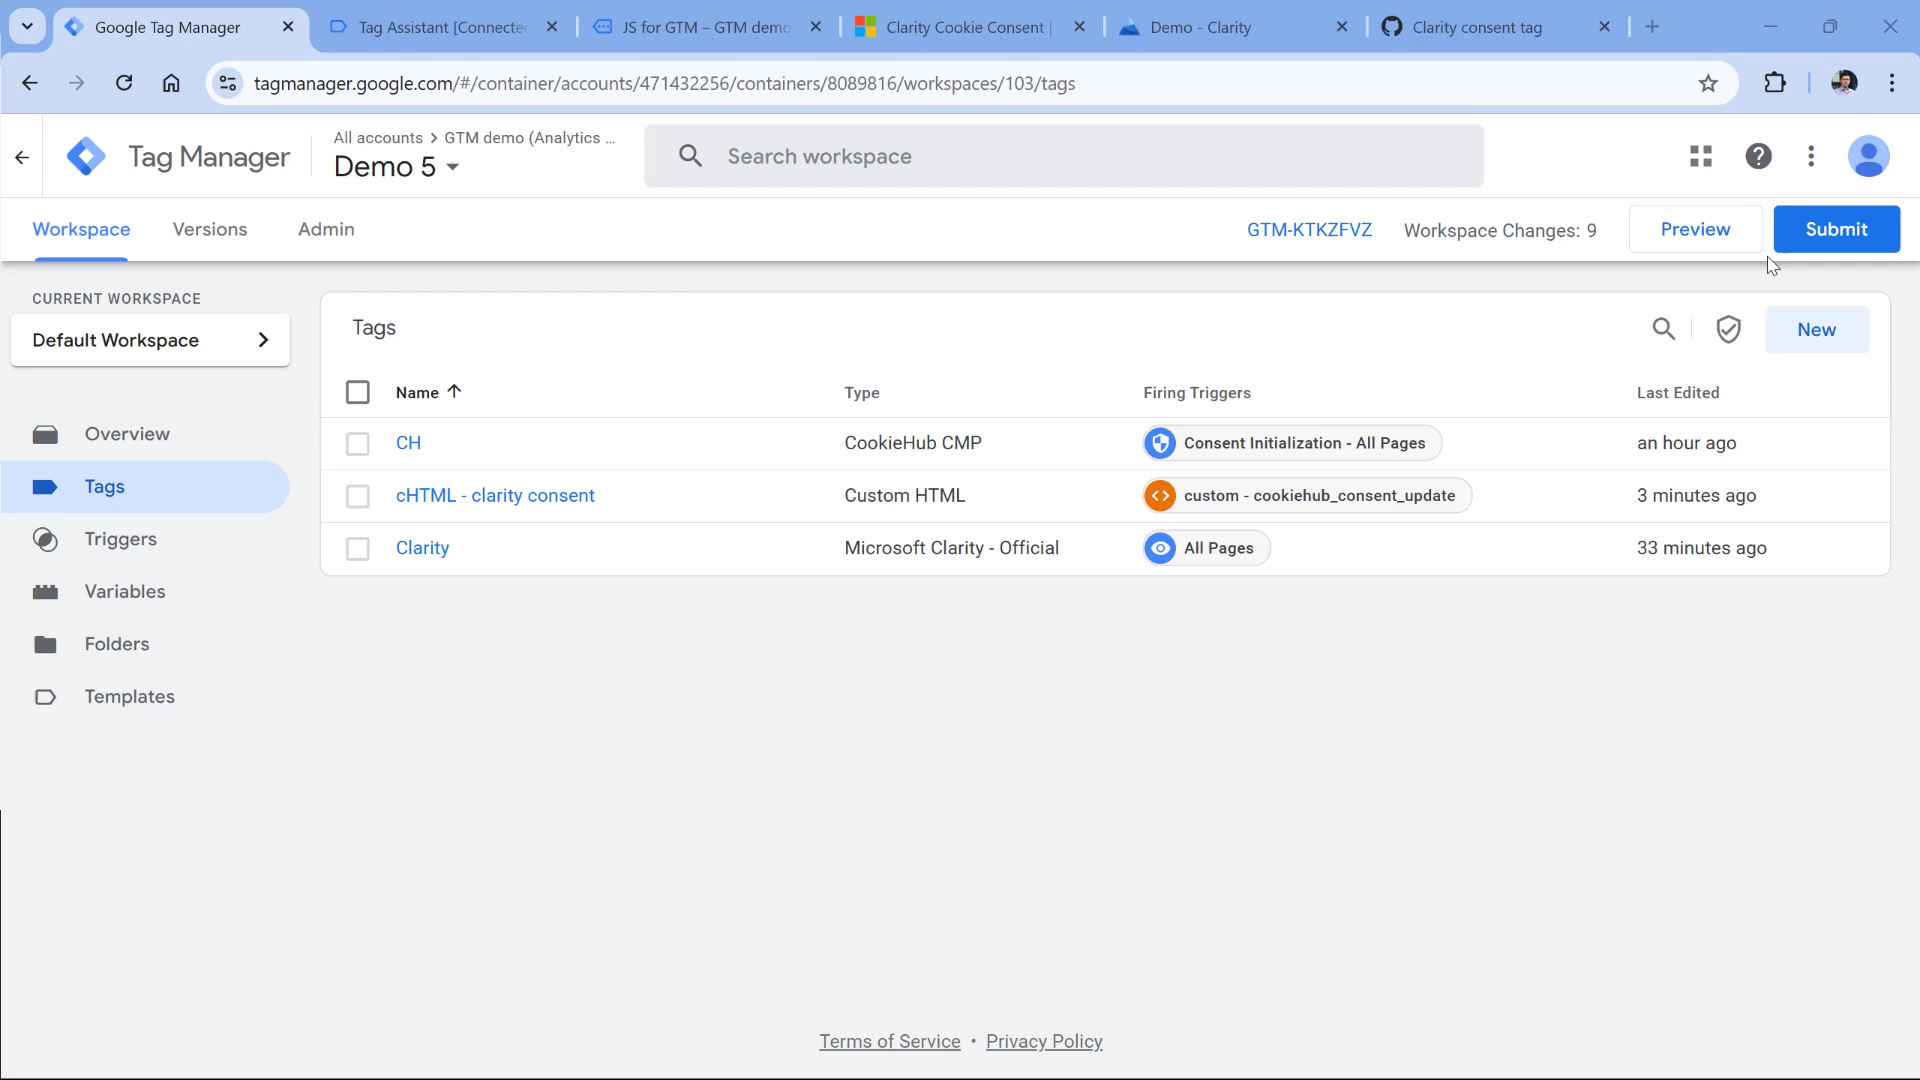 Google Tag Manager
Tag Assistant [Connecte
JS for GTM – GTM demo
Clarity Cookie Consent |
Demo - Clarity
Clarity consent tag
tagmanager.google.com/#/container/accounts/471432256/containers/8089816/workspaces/103/tags
Tag Manager
All accounts > GTM demo (Analytics ...
Demo 5
Search workspace
Workspace
Versions
Admin
GTM-KTKZFVZ
Workspace Changes: 9
Preview
Submit
CURRENT WORKSPACE
Default Workspace
Overview
Tags
Triggers
Variables
Folders
Templates
Tags
New
Name
Type
Firing Triggers
Last Edited
CH
CookieHub CMP
Consent Initialization - All Pages
an hour ago
cHTML - clarity consent
Custom HTML
custom - cookiehub_consent_update
3 minutes ago
Clarity
Microsoft Clarity - Official
All Pages
33 minutes ago
Terms of Service • Privacy Policy